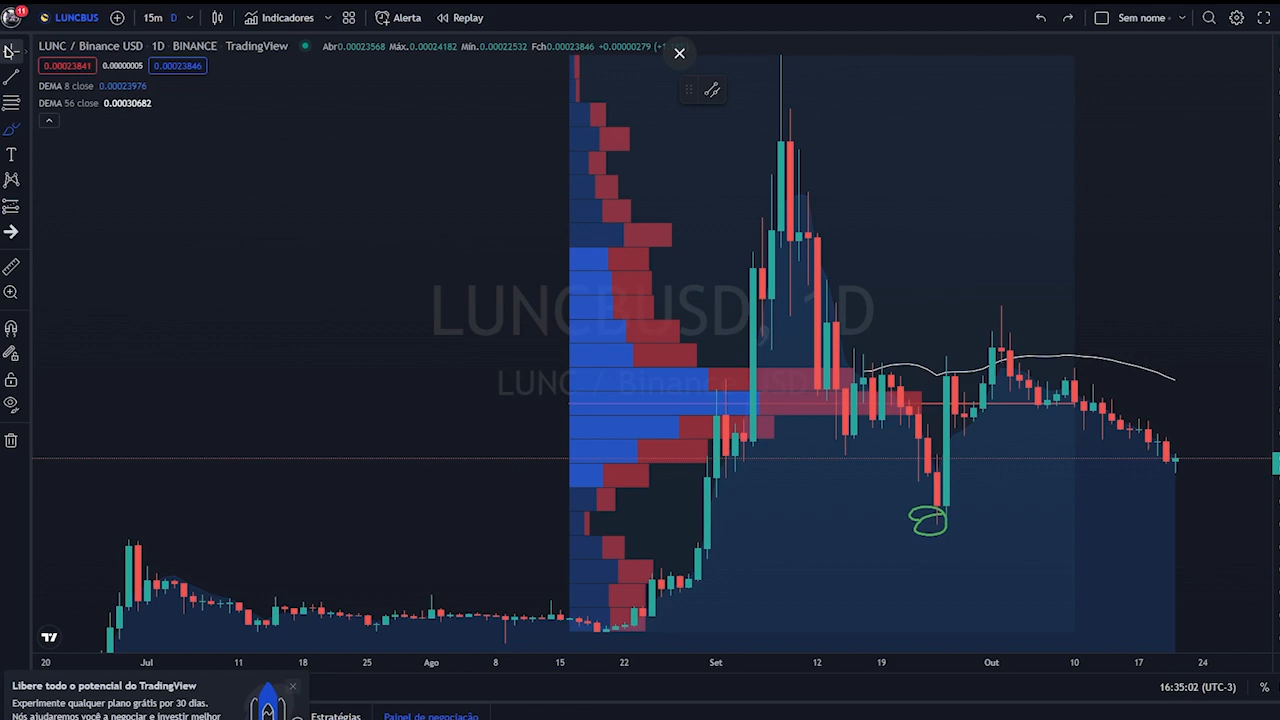 11
LUNCBUS
15m D
Indicadores
Alerta
Replay
Sem nome
LUNC / Binance USD · 1D · BINANCE · TradingView
Abr0.00023568 Máx.0.00024182 Mín.0.00022532 Fch0.00023846 +0.00000279
0.00023841 0.00000005 0.00023846
DEMA 8 close 0.00023976
DEMA 56 close 0.00030682
LUNCBUSD, 1D
LUNC / Binance USD
20 Jul 11 18 25 Ago 8 15 22 Set 12 19 Out 10 17 24
Libere todo o potencial do TradingView
Experimente qualquer plano grátis por 30 dias.
Nós ajudaremos você a negociar e investir melhor
16:35:02 (UTC-3) %
Estratégias
Painel de negociação